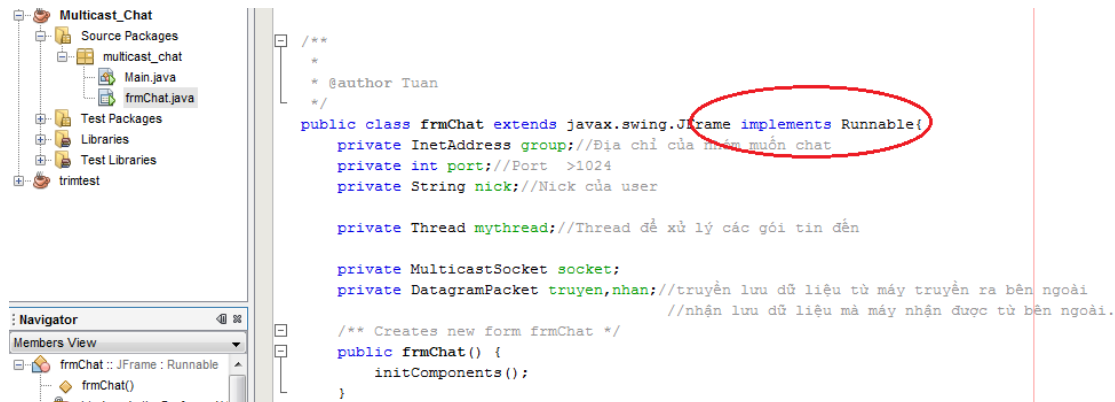 Multicast_Chat
Source Packages
multicast_chat
Main.java
frmChat.java
Test Packages
Libraries
Test Libraries
trimtest
Navigator
Members View
frmChat :: JFrame : Runnable
frmChat()
/**
*
* @author Tuan
*/
public class frmChat extends javax.swing.JFrame implements Runnable{
private InetAddress group;//Địa chỉ của nhóm muốn chat
private int port;//Port >1024
private String nick;//Nick của user
private Thread mythread;//Thread để xử lý các gói tin đến
private MulticastSocket socket;
private DatagramPacket truyen,nhan;//truyền lưu dữ liệu từ máy truyền ra bên ngoài
//nhận lưu dữ liệu mà máy nhận được từ bên ngoài.
/** Creates new form frmChat */
public frmChat() {
initComponents();
}